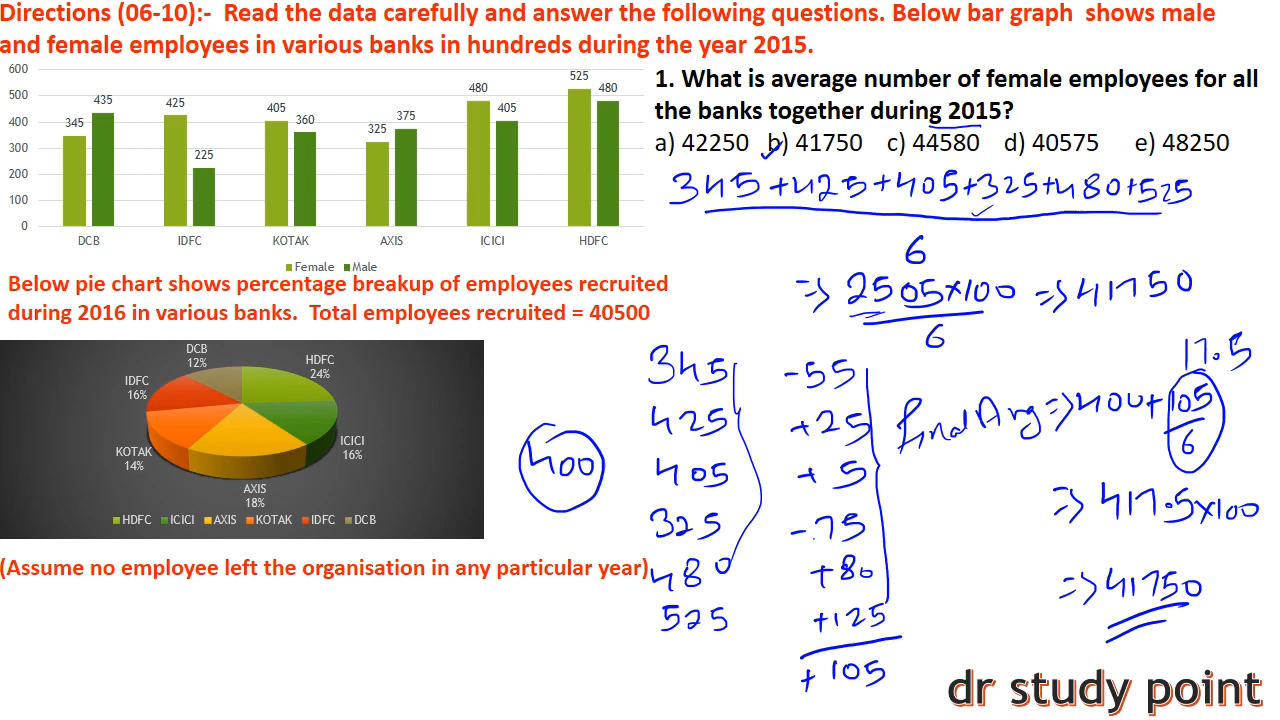 Directions (06-10):- Read the data carefully and answer the following questions. Below bar graph shows male
and female employees in various banks in hundreds during the year 2015.
600
500
400
300
200
100
0
345
435
425
225
405
360
325
375
480
405
525
480
DCB
IDFC
KOTAK
AXIS
ICICI
HDFC
Female Male
1. What is average number of female employees for all
the banks together during 2015?
a) 42250 b) 41750 c) 44580 d) 40575 e) 48250
345+425+405+325+480+525
6
=> 2505×100 => 41750
6
Below pie chart shows percentage breakup of employees recruited
during 2016 in various banks. Total employees recruited = 40500
DCB
12%
HDFC
24%
IDFC
16%
ICICI
16%
KOTAK
14%
AXIS
18%
HDFC ICICI AXIS KOTAK IDFC DCB
(Assume no employee left the organisation in any particular year)
400
345 -55
425 +25
405 +5
325 -75
480 +80
525 +125
+105
17.5
final Avg => 400+105
6
=> 417.5×100
=> 41750
dr study point